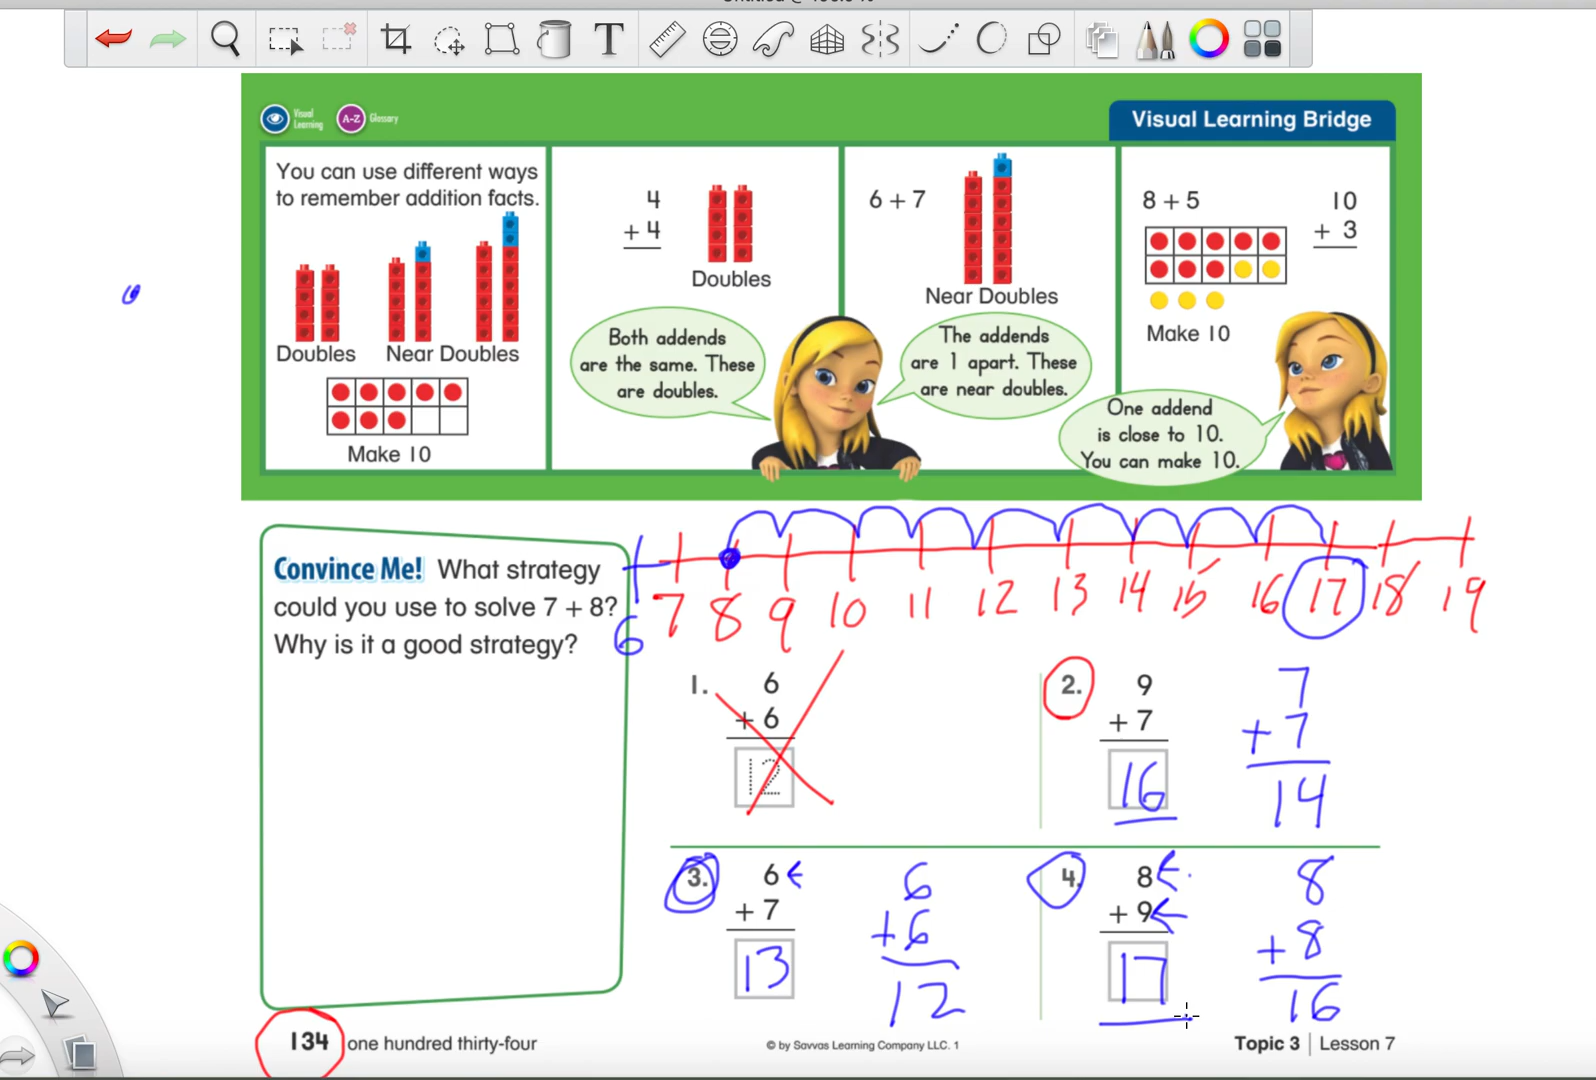 Visual
Learning
A-Z Glossary
Visual Learning Bridge
You can use different ways
to remember addition facts.
Doubles Near Doubles
Make 10
4
+ 4
Doubles
Both addends
are the same. These
are doubles.
6 + 7
Near Doubles
The addends
are 1 apart. These
are near doubles.
8 + 5
10
+ 3
Make 10
One addend
is close to 10.
You can make 10.
Convince Me! What strategy
could you use to solve 7 + 8?
Why is it a good strategy?
6 7 8 9 10 11 12 13 14 15 16 17 18 19
1. 6
+ 6
12
2. 9
+ 7
16
7
+ 7
14
3. 6
+ 7
13
6
+ 6
12
4. 8
+ 9
17
8
+ 8
16
134 one hundred thirty-four
© by Savvas Learning Company LLC. 1
Topic 3 | Lesson 7